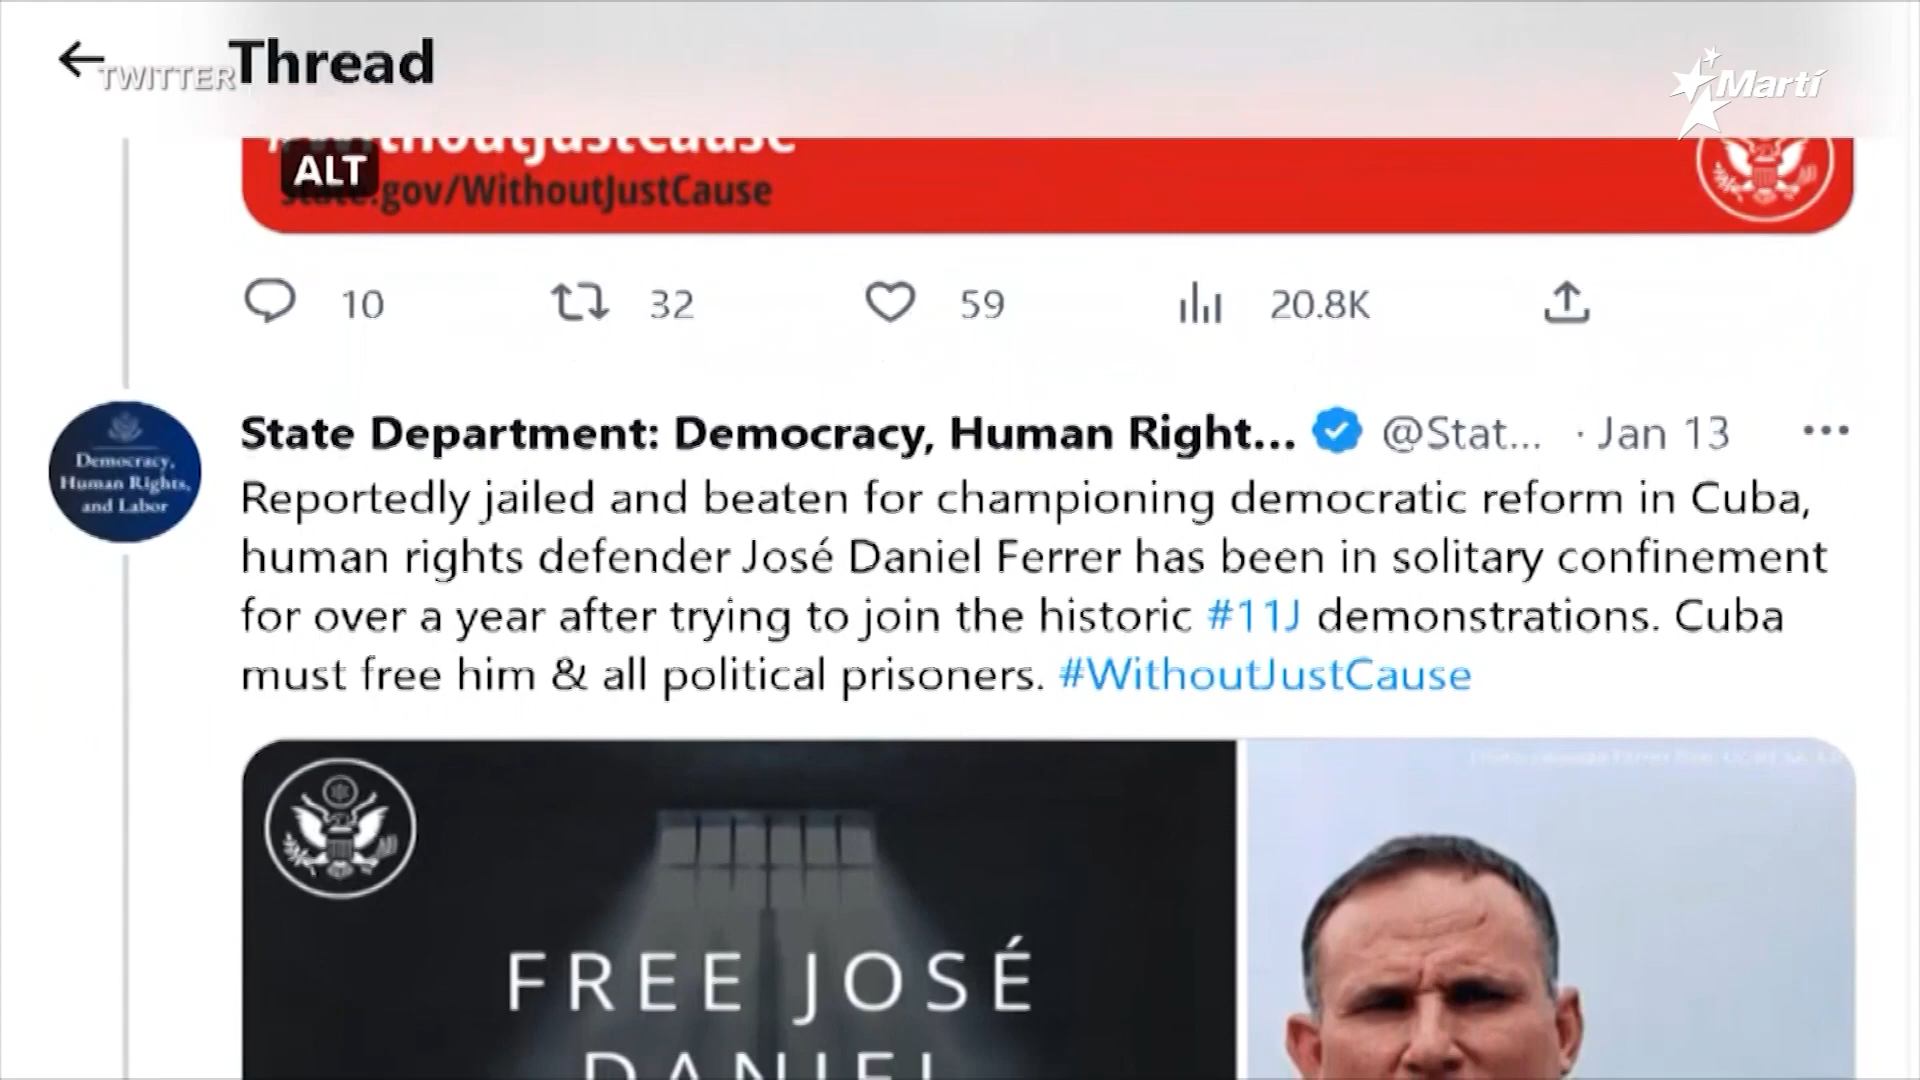 TWITTER
Thread
Martí
#WithoutJustCause
ALT
state.gov/WithoutJustCause
10 32 59 20.8K
State Department: Democracy, Human Right... @Stat... · Jan 13
Democracy,
Human Rights,
and Labor
Reportedly jailed and beaten for championing democratic reform in Cuba,
human rights defender José Daniel Ferrer has been in solitary confinement
for over a year after trying to join the historic #11J demonstrations. Cuba
must free him & all political prisoners. #WithoutJustCause
FREE JOSÉ
DANIEL